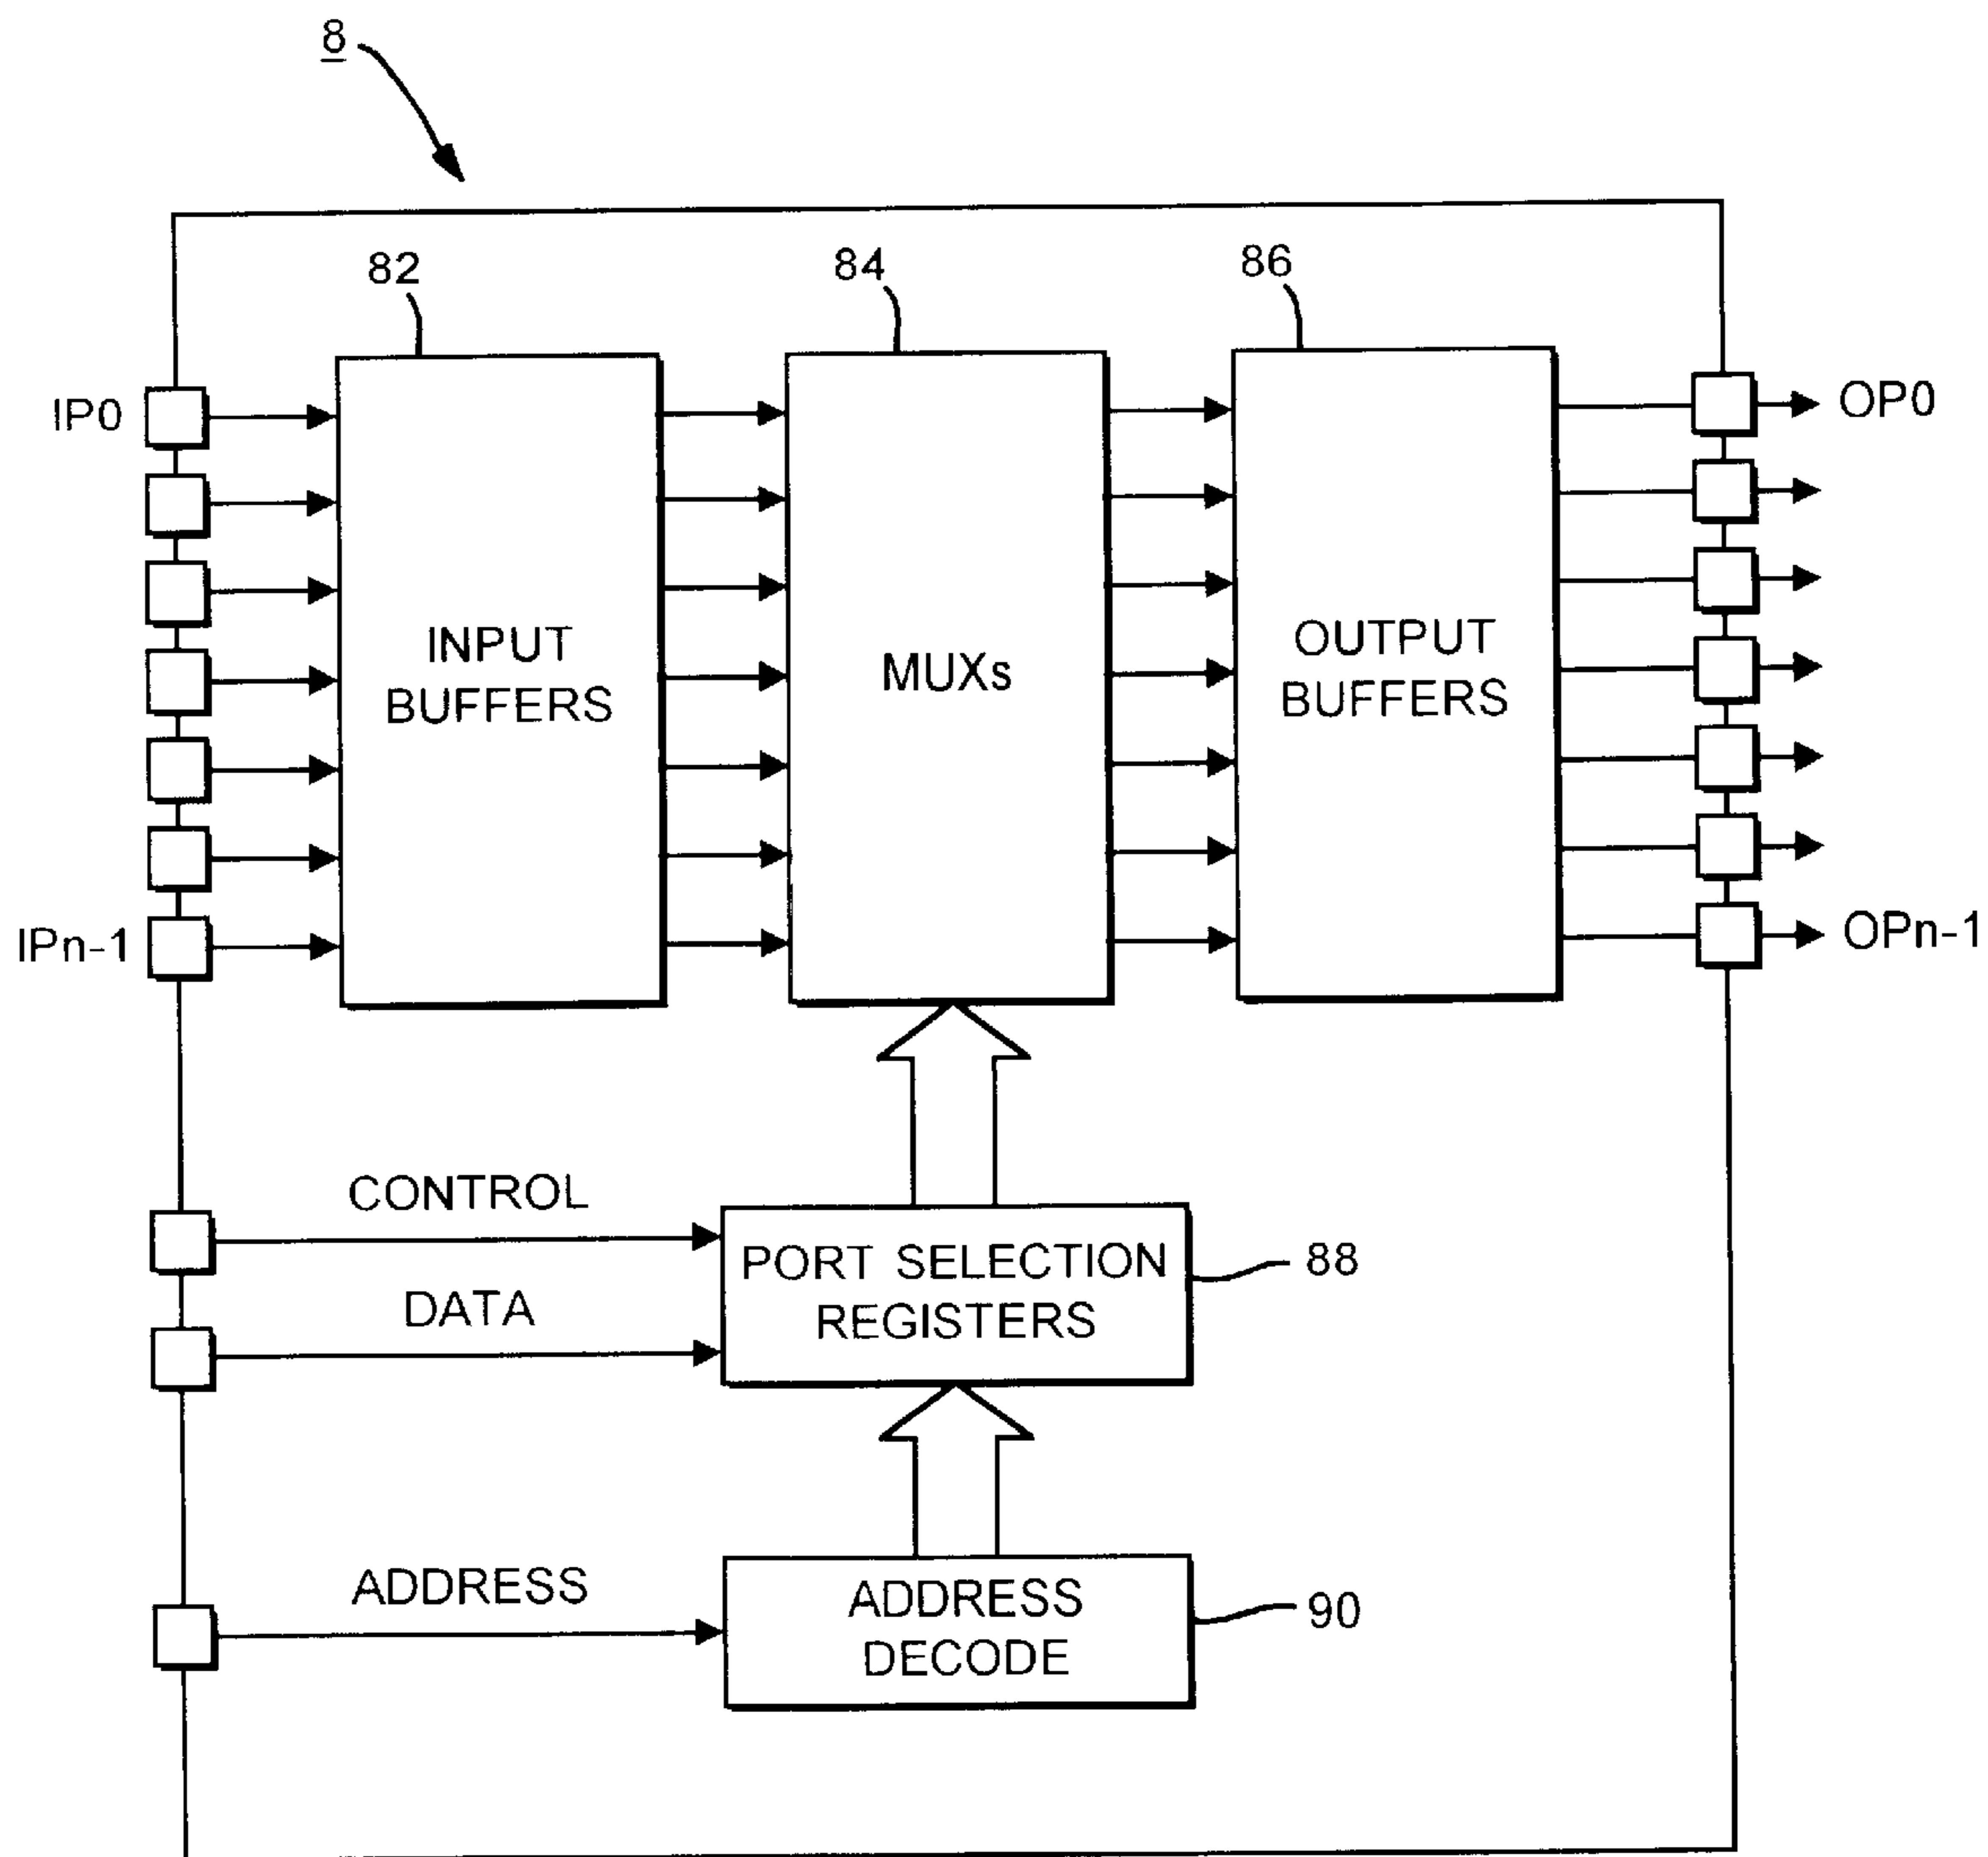 8
82
84
86
IP0
OP0
INPUT
BUFFERS
MUXs
OUTPUT
BUFFERS
IPn-1
OPn-1
CONTROL
DATA
PORT SELECTION
REGISTERS
88
ADDRESS
ADDRESS
DECODE
90